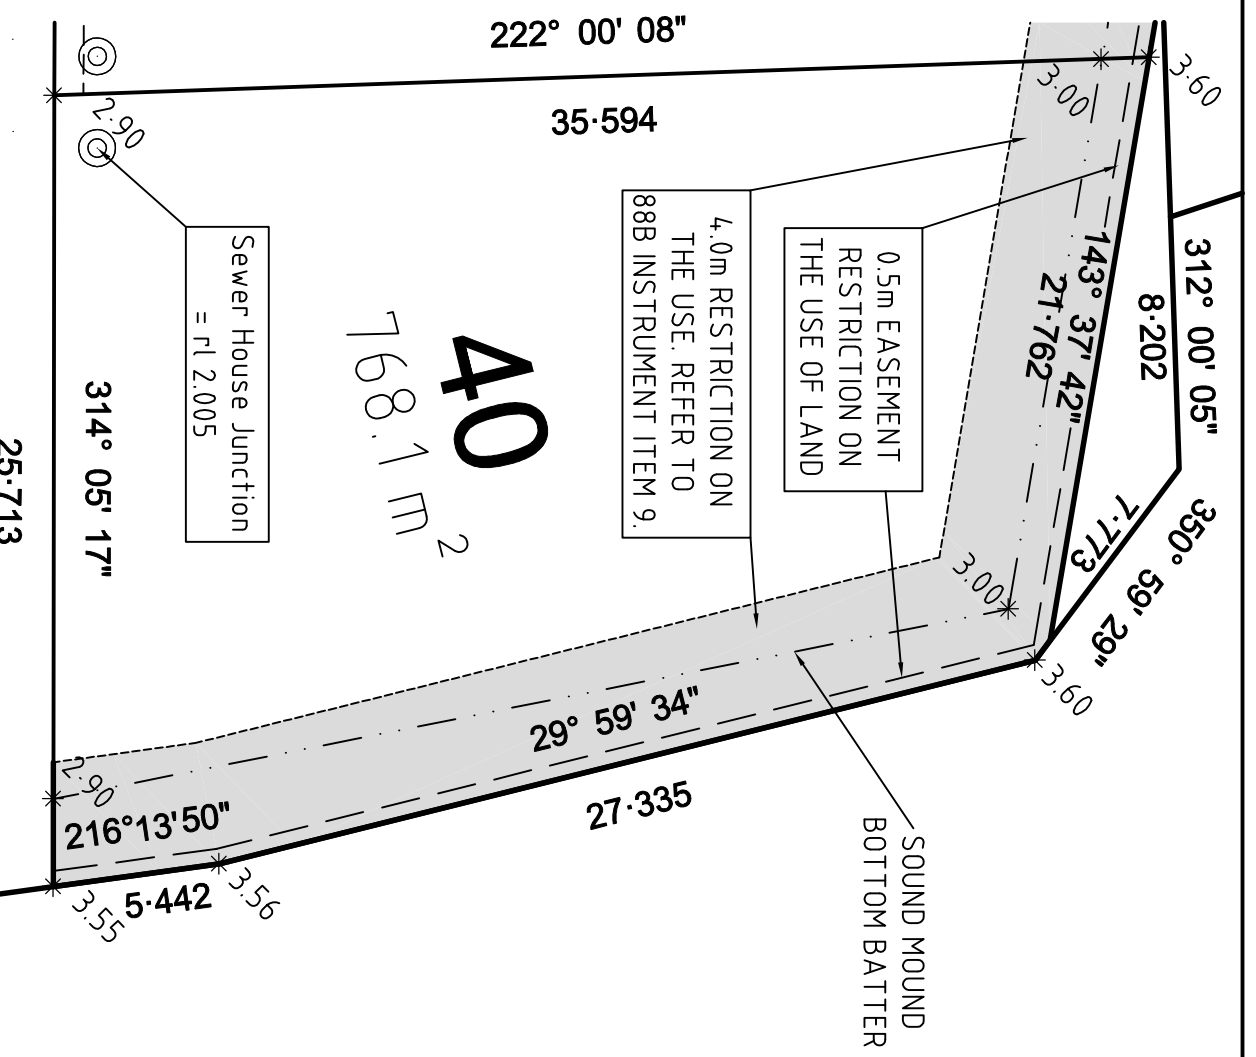 222° 00' 08"
35·594
2·90
3.00
3.60
312° 00' 05"
8·202
143° 37' 42"
21·762
0.5m EASEMENT
RESTRICTION ON
THE USE OF LAND
4.0m RESTRICTION ON
THE USE. REFER TO
88B INSTRUMENT ITEM 9.
Sewer House Junction
= rl 2.005
40
768.1 m²
314° 05' 17"
25·713
7·773
350° 59' 29"
3.00
3.60
29° 59' 34"
27·335
2·90
216°13'50"
5·442
3.56
3.55
SOUND MOUND
BOTTOM BATTER